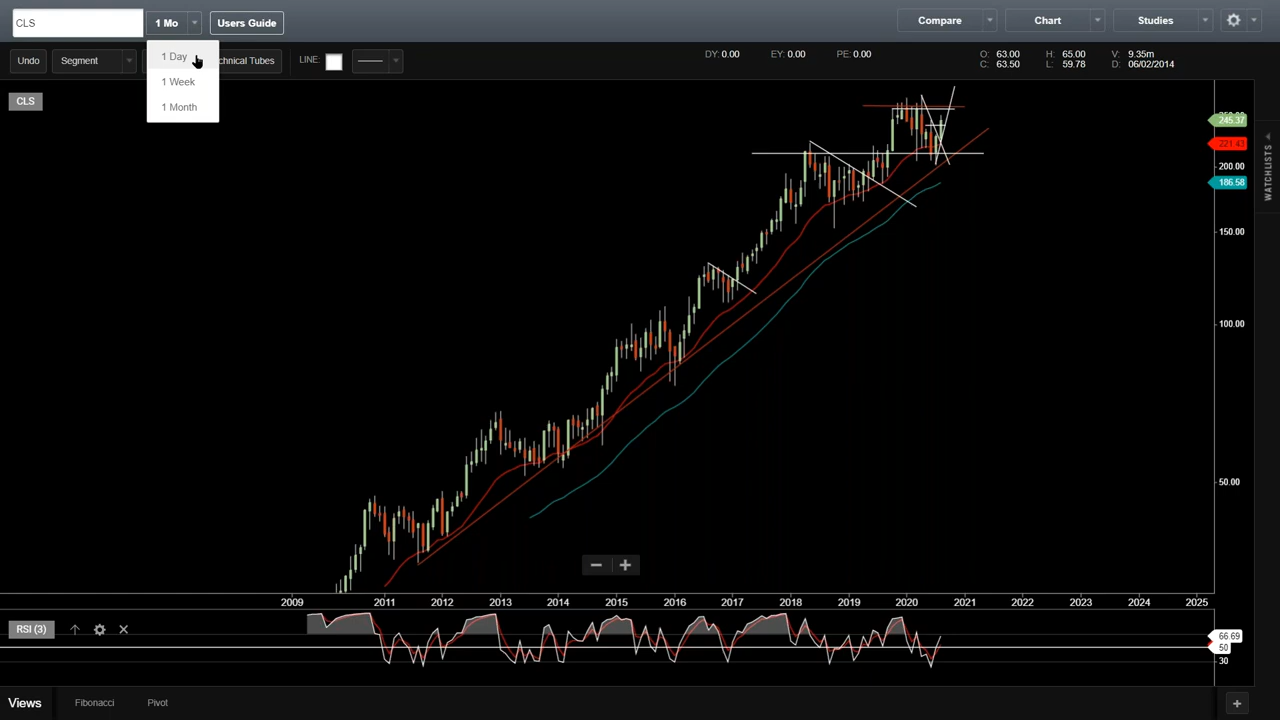 CLS
1 Mo
Users Guide
Compare
Chart
Studies
1 Day
1 Week
1 Month
Undo
Segment
chnical Tubes
LINE:
DY: 0.00
EY: 0.00
PE: 0.00
O: 63.00
H: 65.00
V: 9.35m
C: 63.50
L: 59.78
D: 06/02/2014
CLS
WATCHLISTS
245.37
221.43
200.00
186.58
150.00
100.00
50.00
2009
2011
2012
2013
2014
2015
2016
2017
2018
2019
2020
2021
2022
2023
2024
2025
RSI (3)
66.69
50
30
Views
Fibonacci
Pivot